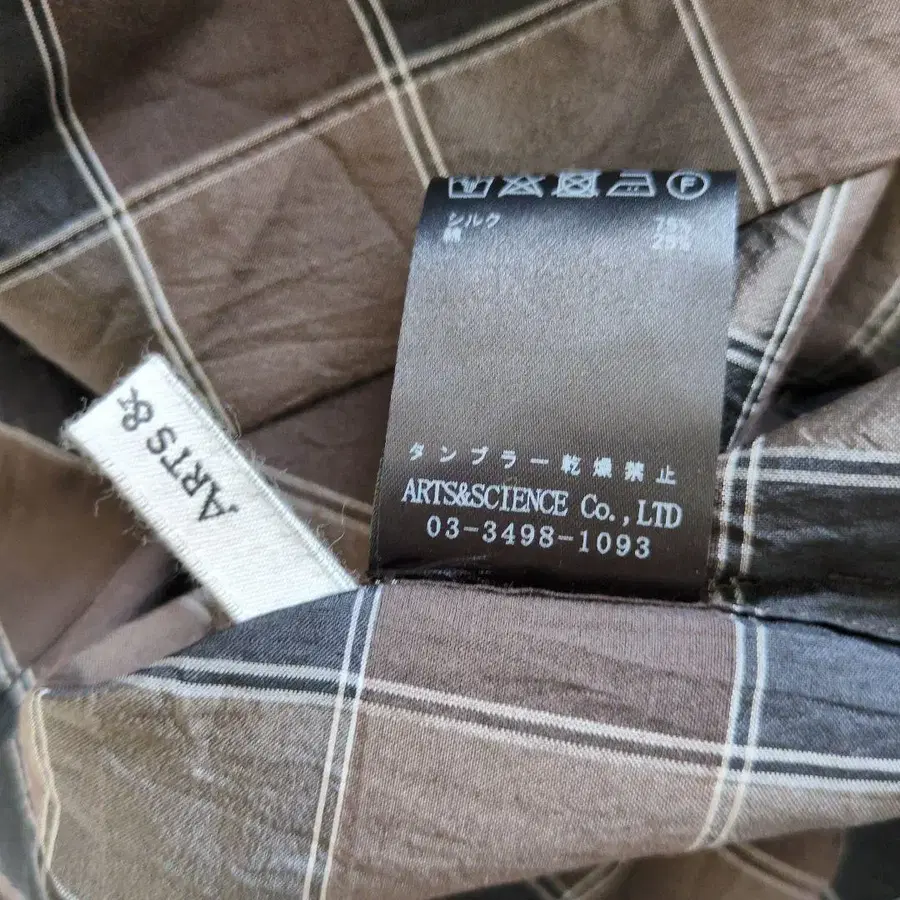 シルク 75%
綿 25%
タンブラー乾燥禁止
ARTS&SCIENCE Co.,LTD
03-3498-1093
ARTS &
F